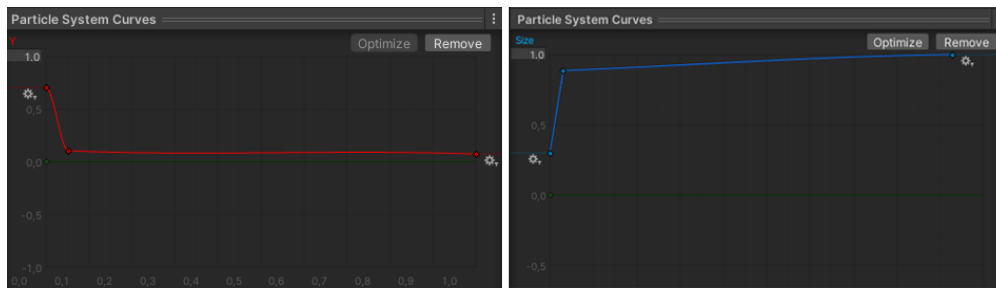 Particle System Curves
Y
Optimize Remove
1.0
0,5
0,0
-0,5
-1,0
0,0 0,1 0,2 0,3 0,4 0,5 0,6 0,7 0,8 0,9 1,0
Particle System Curves
Size
Optimize Remove
1.0
0,5
0,0
-0,5